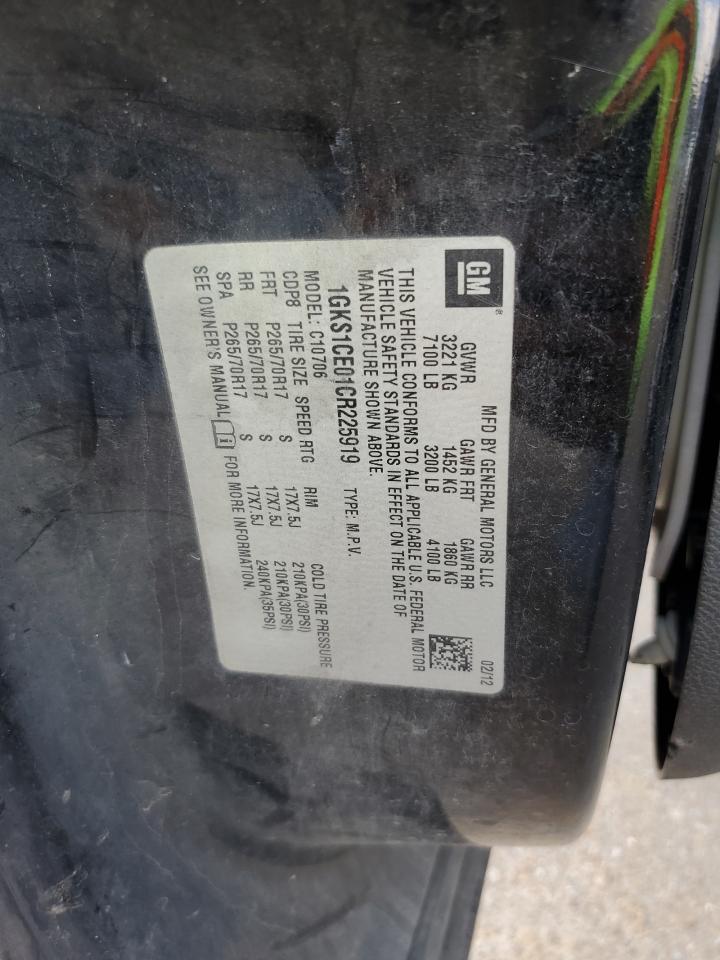 GM®
MFD BY GENERAL MOTORS LLC 02/12
GVWR GAWR FRT GAWR RR
3221 KG 1452 KG 1860 KG
7100 LB 3200 LB 4100 LB
THIS VEHICLE CONFORMS TO ALL APPLICABLE U.S. FEDERAL MOTOR
VEHICLE SAFETY STANDARDS IN EFFECT ON THE DATE OF
MANUFACTURE SHOWN ABOVE.
1GKS1CE01CR225919 TYPE: M.P.V.
MODEL: C10706
CDP8 TIRE SIZE SPEED RTG RIM COLD TIRE PRESSURE
FRT P265/70R17 S 17X7.5J 210KPA(30PSI)
RR P265/70R17 S 17X7.5J 210KPA(30PSI)
SPA P265/70R17 S 17X7.5J 240KPA(35PSI)
SEE OWNER'S MANUAL i FOR MORE INFORMATION.